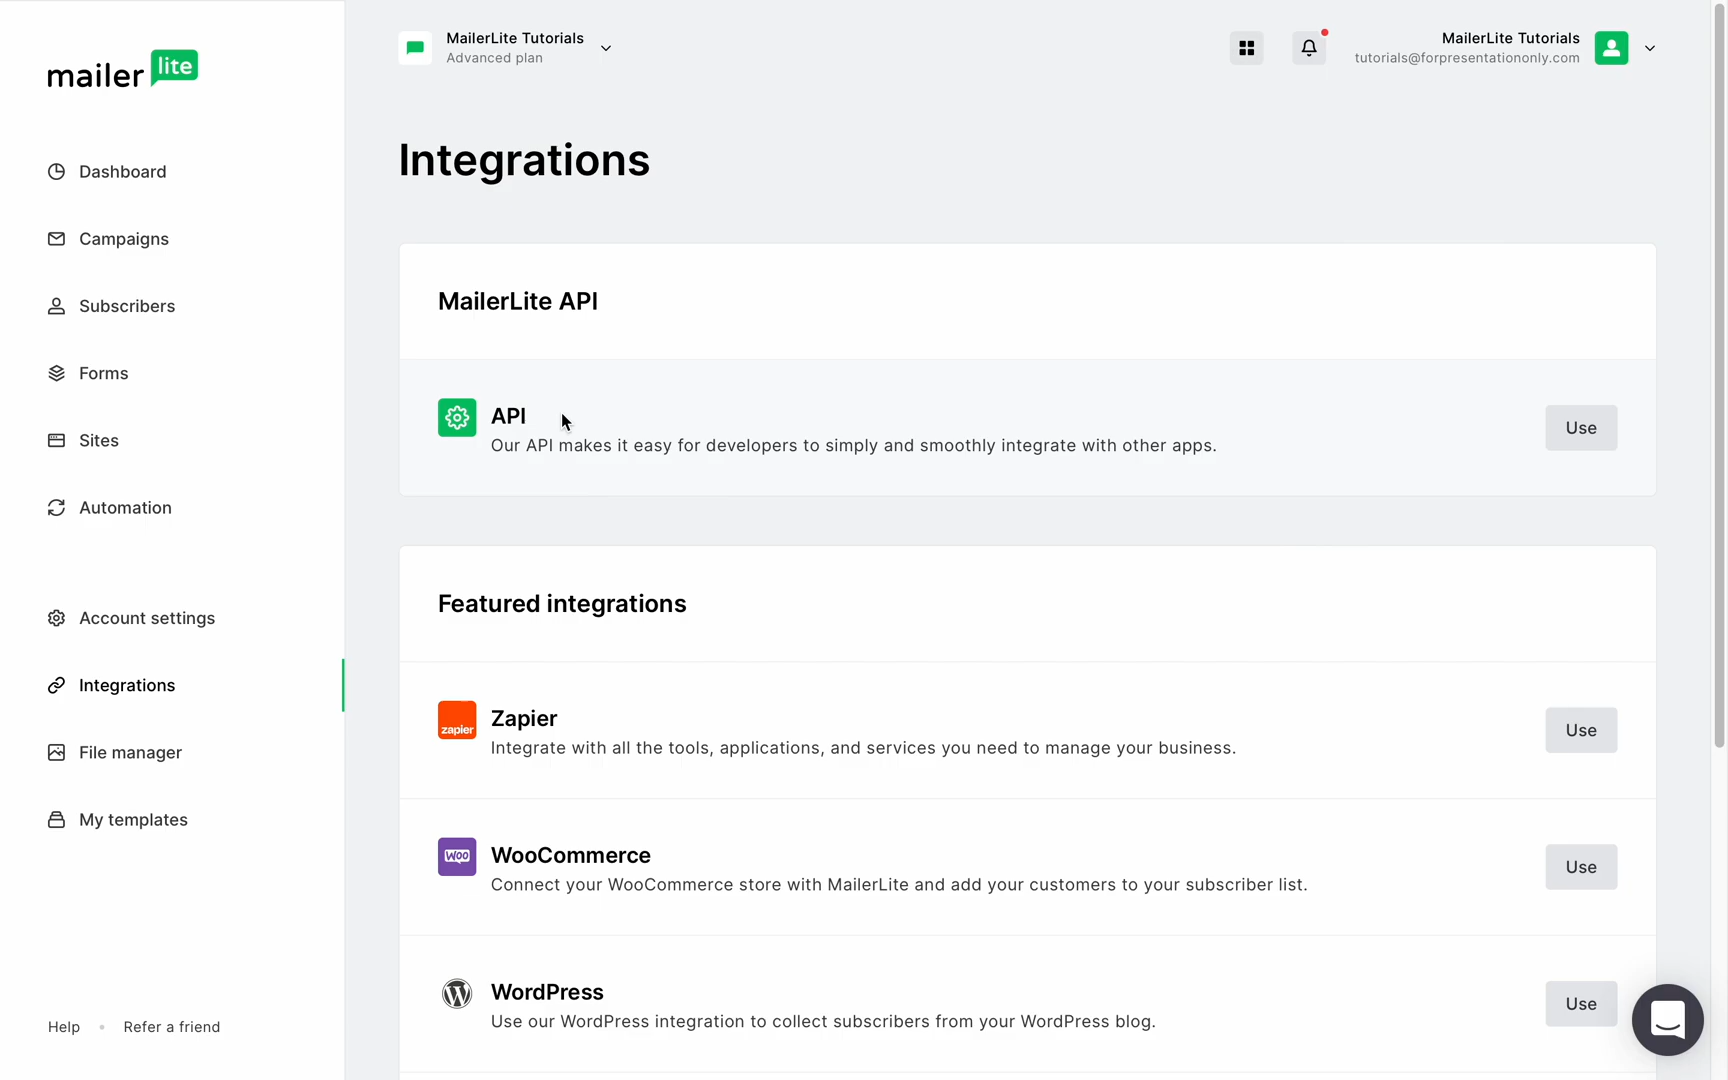 mailer lite
Dashboard
Campaigns
Subscribers
Forms
Sites
Automation
Account settings
Integrations
File manager
My templates
Help • Refer a friend
MailerLite Tutorials
Advanced plan
MailerLite Tutorials
tutorials@forpresentationonly.com
Integrations
MailerLite API
API
Our API makes it easy for developers to simply and smoothly integrate with other apps.
Use
Featured integrations
zapier
Zapier
Integrate with all the tools, applications, and services you need to manage your business.
Use
Woo
WooCommerce
Connect your WooCommerce store with MailerLite and add your customers to your subscriber list.
Use
WordPress
Use our WordPress integration to collect subscribers from your WordPress blog.
Use